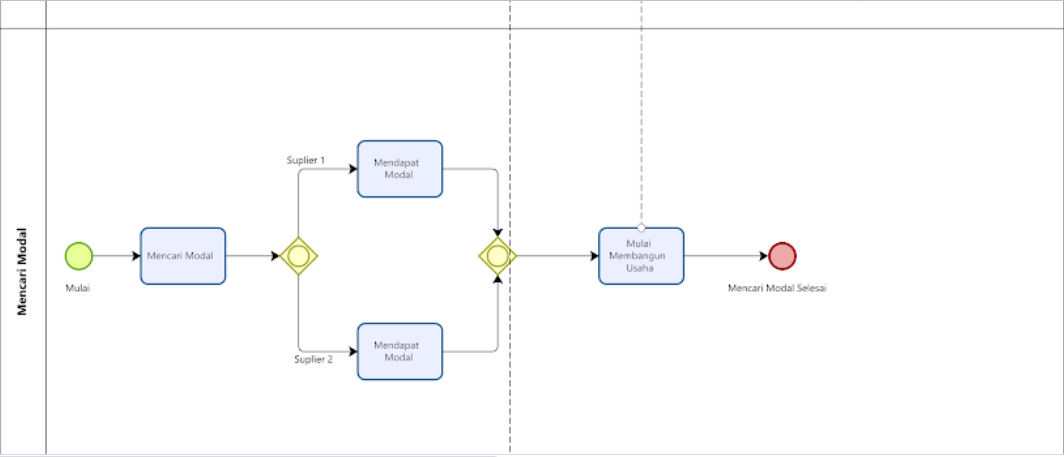 Mencari Modal
Mulai
Mencari Modal
Suplier 1
Mendapat
Modal
Suplier 2
Mendapat
Modal
Mulai
Membangun
Usaha
Mencari Modal Selesai